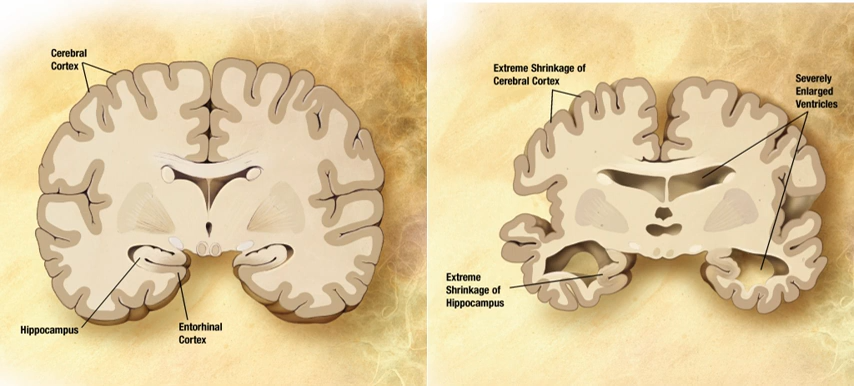 Cerebral
Cortex
Hippocampus
Entorhinal
Cortex
Extreme Shrinkage of
Cerebral Cortex
Severely
Enlarged
Ventricles
Extreme
Shrinkage of
Hippocampus